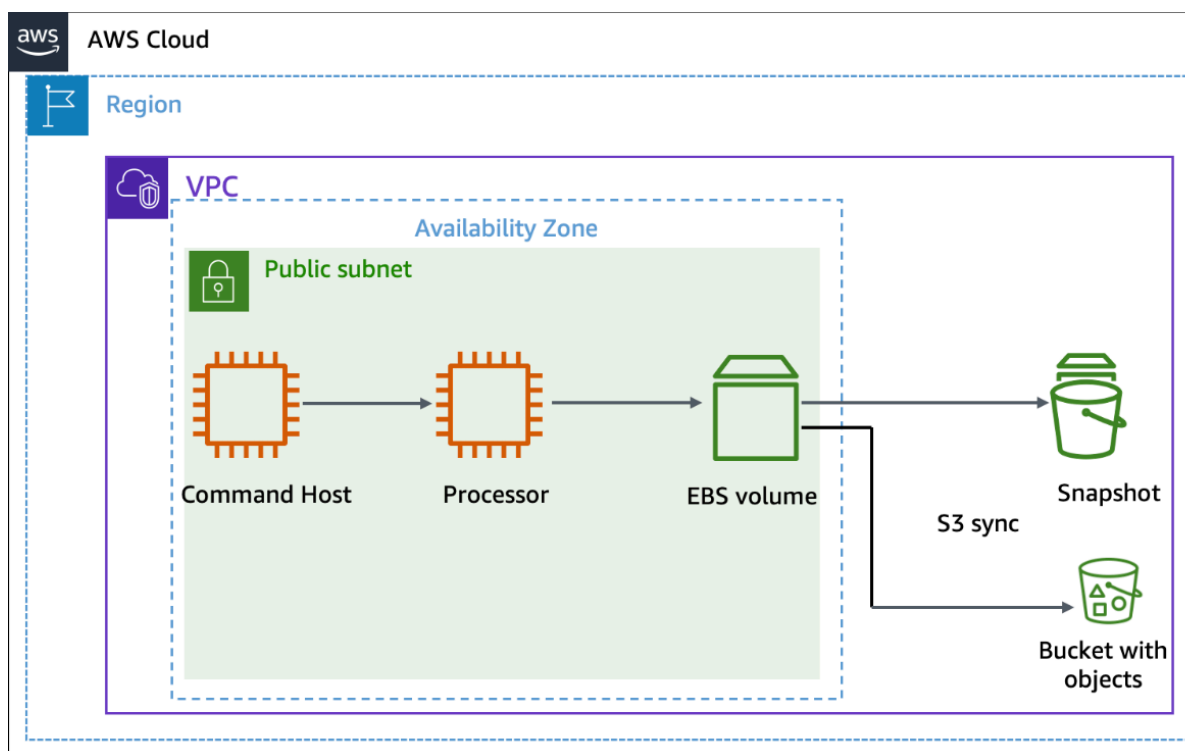 aws
AWS Cloud
Region
VPC
Availability Zone
Public subnet
Command Host
Processor
EBS volume
Snapshot
S3 sync
Bucket with
objects